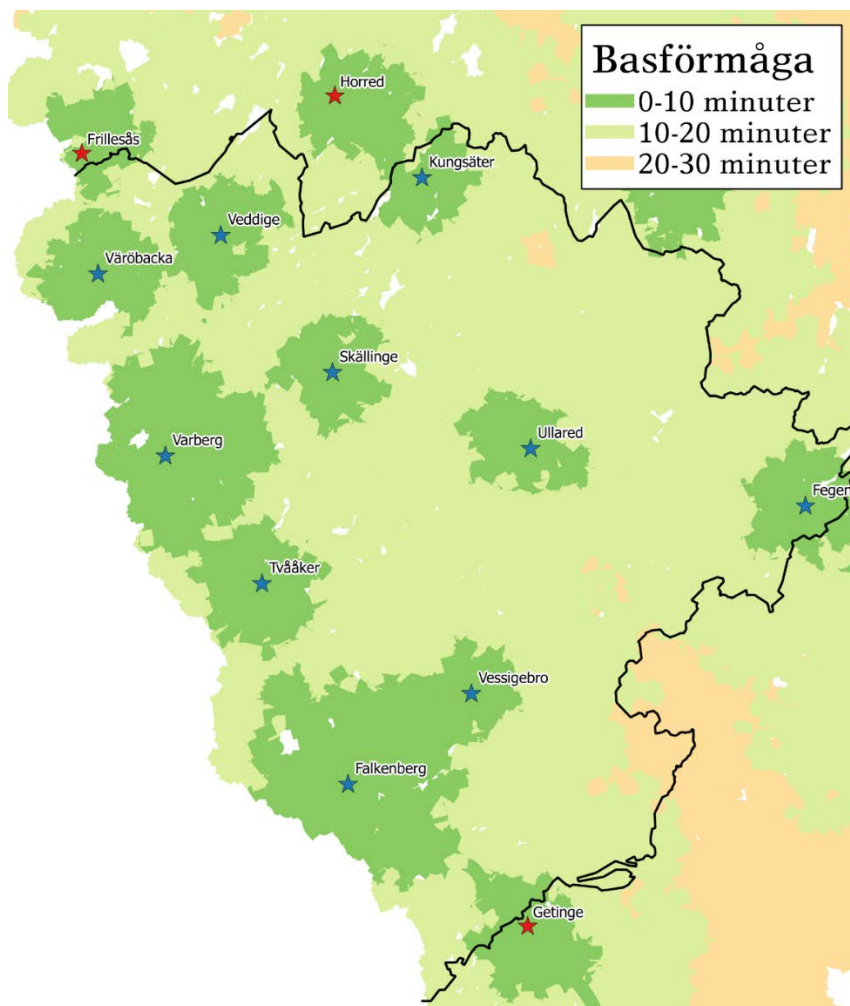 Basförmåga
0-10 minuter
10-20 minuter
20-30 minuter
Horred
Frillesås
Kungsäter
Veddige
Väröbacka
Skällinge
Ullared
Varberg
Fegen
Tvååker
Vessigebro
Falkenberg
Getinge